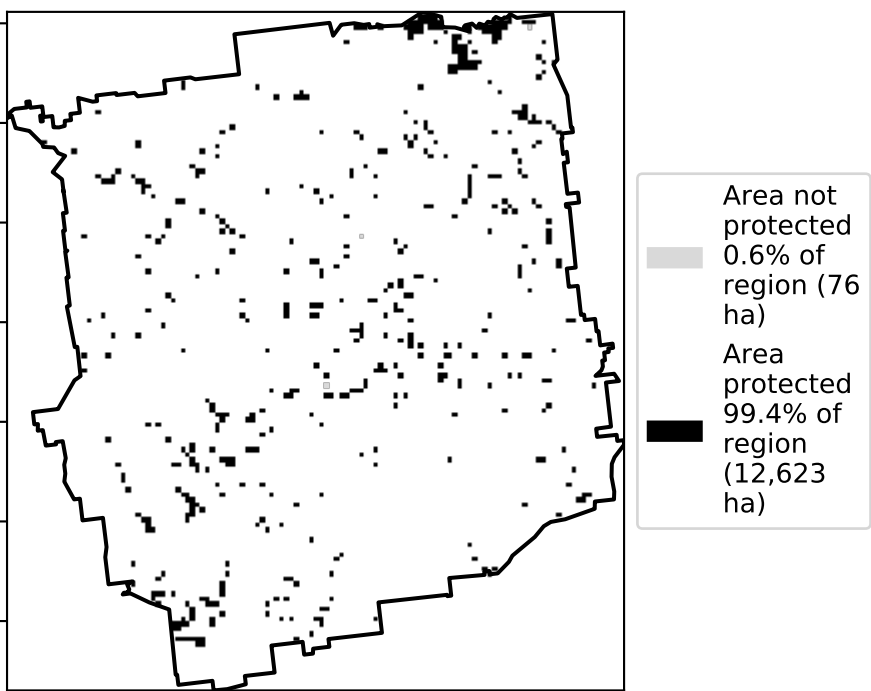 Area not
protected
0.6% of
region (76
ha)
Area
protected
99.4% of
region
(12,623
ha)